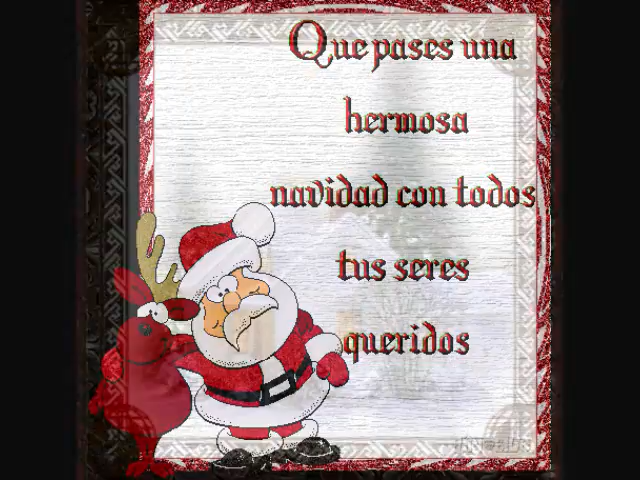 Que pases una
hermosa
navidad con todos
tus seres
queridos